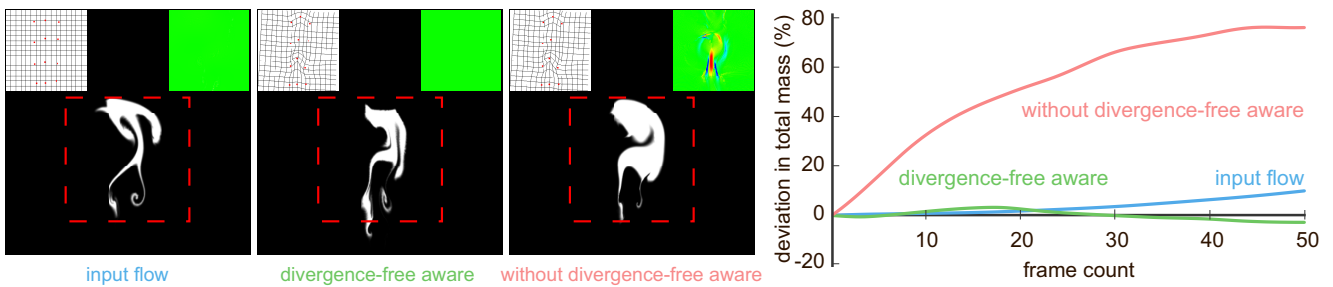 input flow
divergence-free aware
without divergence-free aware
deviation in total mass (%)
80
60
40
20
0
-20
without divergence-free aware
divergence-free aware
input flow
10
20
30
40
50
frame count